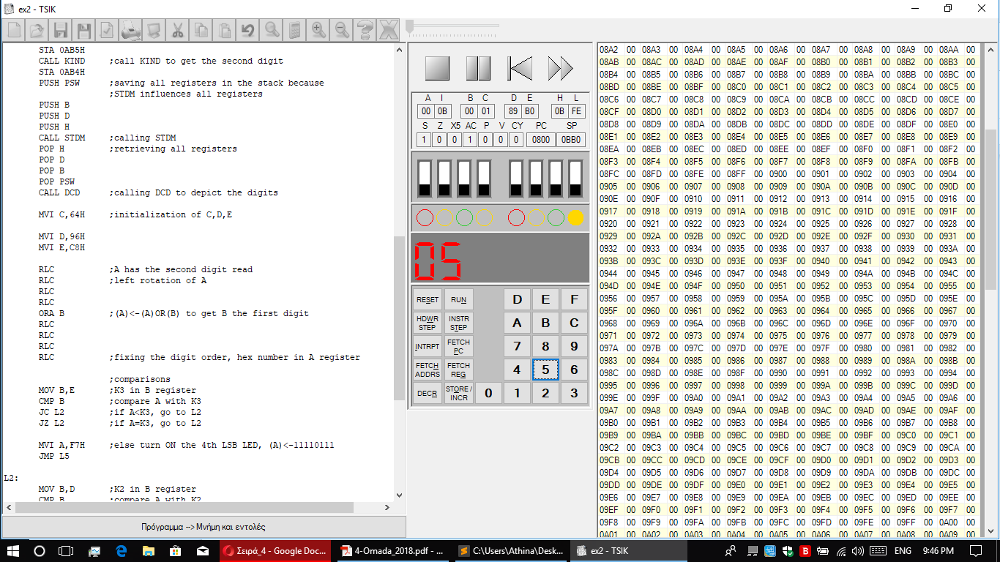 ex2 - TSIK
STA 0AB5H
CALL KIND ;call KIND to get the second digit
STA 0AB4H
PUSH PSW ;saving all registers in the stack because
;STDM influences all registers
PUSH B
PUSH D
PUSH H
CALL STDM ;calling STDM
POP H ;retrieving all registers
POP D
POP B
POP PSW
CALL DCD ;calling DCD to depict the digits
MVI C,64H ;initialization of C,D,E
MVI D,96H
MVI E,C8H
RLC ;A has the second digit read
RLC ;left rotation of A
RLC
RLC
ORA B ;(A)<-(A)OR(B) to get B the first digit
RLC
RLC
RLC
RLC ;fixing the digit order, hex number in A register
;comparisons
MOV B,E ;K3 in B register
CMP B ;compare A with K3
JC L2 ;if A<K3, go to L2
JZ L2 ;if A=K3, go to L2
MVI A,F7H ;else turn ON the 4th LSB LED, (A)<-11110111
JMP L5
L2:
MOV B,D ;K2 in B register
CMP B ;compare A with K2
Πρόγραμμα --> Μνήμη και εντολές
A I B C D E H L
00 0B 00 01 89 B0 0B FE
S Z X5 AC P V CY PC SP
1 0 0 1 0 0 0 0800 0BB0
05
RESET RUN D E F
HDWR STEP INSTR STEP A B C
INTRPT FETCH PC 7 8 9
FETCH ADDRS FETCH REG 4 5 6
DECR STORE / INCR 0 1 2 3
08A2 00 08A3 00 08A4 00 08A5 00 08A6 00 08A7 00 08A8 00 08A9 00 08AA 00
08AB 00 08AC 00 08AD 00 08AE 00 08AF 00 08B0 00 08B1 00 08B2 00 08B3 00
08B4 00 08B5 00 08B6 00 08B7 00 08B8 00 08B9 00 08BA 00 08BB 00 08BC 00
08BD 00 08BE 00 08BF 00 08C0 00 08C1 00 08C2 00 08C3 00 08C4 00 08C5 00
08C6 00 08C7 00 08C8 00 08C9 00 08CA 00 08CB 00 08CC 00 08CD 00 08CE 00
08CF 00 08D0 00 08D1 00 08D2 00 08D3 00 08D4 00 08D5 00 08D6 00 08D7 00
08D8 00 08D9 00 08DA 00 08DB 00 08DC 00 08DD 00 08DE 00 08DF 00 08E0 00
08E1 00 08E2 00 08E3 00 08E4 00 08E5 00 08E6 00 08E7 00 08E8 00 08E9 00
08EA 00 08EB 00 08EC 00 08ED 00 08EE 00 08EF 00 08F0 00 08F1 00 08F2 00
08F3 00 08F4 00 08F5 00 08F6 00 08F7 00 08F8 00 08F9 00 08FA 00 08FB 00
08FC 00 08FD 00 08FE 00 08FF 00 0900 00 0901 00 0902 00 0903 00 0904 00
0905 00 0906 00 0907 00 0908 00 0909 00 090A 00 090B 00 090C 00 090D 00
090E 00 090F 00 0910 00 0911 00 0912 00 0913 00 0914 00 0915 00 0916 00
0917 00 0918 00 0919 00 091A 00 091B 00 091C 00 091D 00 091E 00 091F 00
0920 00 0921 00 0922 00 0923 00 0924 00 0925 00 0926 00 0927 00 0928 00
0929 00 092A 00 092B 00 092C 00 092D 00 092E 00 092F 00 0930 00 0931 00
0932 00 0933 00 0934 00 0935 00 0936 00 0937 00 0938 00 0939 00 093A 00
093B 00 093C 00 093D 00 093E 00 093F 00 0940 00 0941 00 0942 00 0943 00
0944 00 0945 00 0946 00 0947 00 0948 00 0949 00 094A 00 094B 00 094C 00
094D 00 094E 00 094F 00 0950 00 0951 00 0952 00 0953 00 0954 00 0955 00
0956 00 0957 00 0958 00 0959 00 095A 00 095B 00 095C 00 095D 00 095E 00
095F 00 0960 00 0961 00 0962 00 0963 00 0964 00 0965 00 0966 00 0967 00
0968 00 0969 00 096A 00 096B 00 096C 00 096D 00 096E 00 096F 00 0970 00
0971 00 0972 00 0973 00 0974 00 0975 00 0976 00 0977 00 0978 00 0979 00
097A 00 097B 00 097C 00 097D 00 097E 00 097F 00 0980 00 0981 00 0982 00
0983 00 0984 00 0985 00 0986 00 0987 00 0988 00 0989 00 098A 00 098B 00
098C 00 098D 00 098E 00 098F 00 0990 00 0991 00 0992 00 0993 00 0994 00
0995 00 0996 00 0997 00 0998 00 0999 00 099A 00 099B 00 099C 00 099D 00
099E 00 099F 00 09A0 00 09A1 00 09A2 00 09A3 00 09A4 00 09A5 00 09A6 00
09A7 00 09A8 00 09A9 00 09AA 00 09AB 00 09AC 00 09AD 00 09AE 00 09AF 00
09B0 00 09B1 00 09B2 00 09B3 00 09B4 00 09B5 00 09B6 00 09B7 00 09B8 00
09B9 00 09BA 00 09BB 00 09BC 00 09BD 00 09BE 00 09BF 00 09C0 00 09C1 00
09C2 00 09C3 00 09C4 00 09C5 00 09C6 00 09C7 00 09C8 00 09C9 00 09CA 00
09CB 00 09CC 00 09CD 00 09CE 00 09CF 00 09D0 00 09D1 00 09D2 00 09D3 00
09D4 00 09D5 00 09D6 00 09D7 00 09D8 00 09D9 00 09DA 00 09DB 00 09DC 00
09DD 00 09DE 00 09DF 00 09E0 00 09E1 00 09E2 00 09E3 00 09E4 00 09E5 00
09E6 00 09E7 00 09E8 00 09E9 00 09EA 00 09EB 00 09EC 00 09ED 00 09EE 00
09EF 00 09F0 00 09F1 00 09F2 00 09F3 00 09F4 00 09F5 00 09F6 00 09F7 00
09F8 00 09F9 00 09FA 00 09FB 00 09FC 00 09FD 00 09FE 00 09FF 00 0A00 00
0A01 00 0A02 00 0A03 00 0A04 00 0A05 00 0A06 00 0A07 00 0A08 00 0A09 00
Σειρά_4 - Google Doc... 4-Omada_2018.pdf - ... C:\Users\Athina\Desk... ex2 - TSIK ENG 9:46 PM